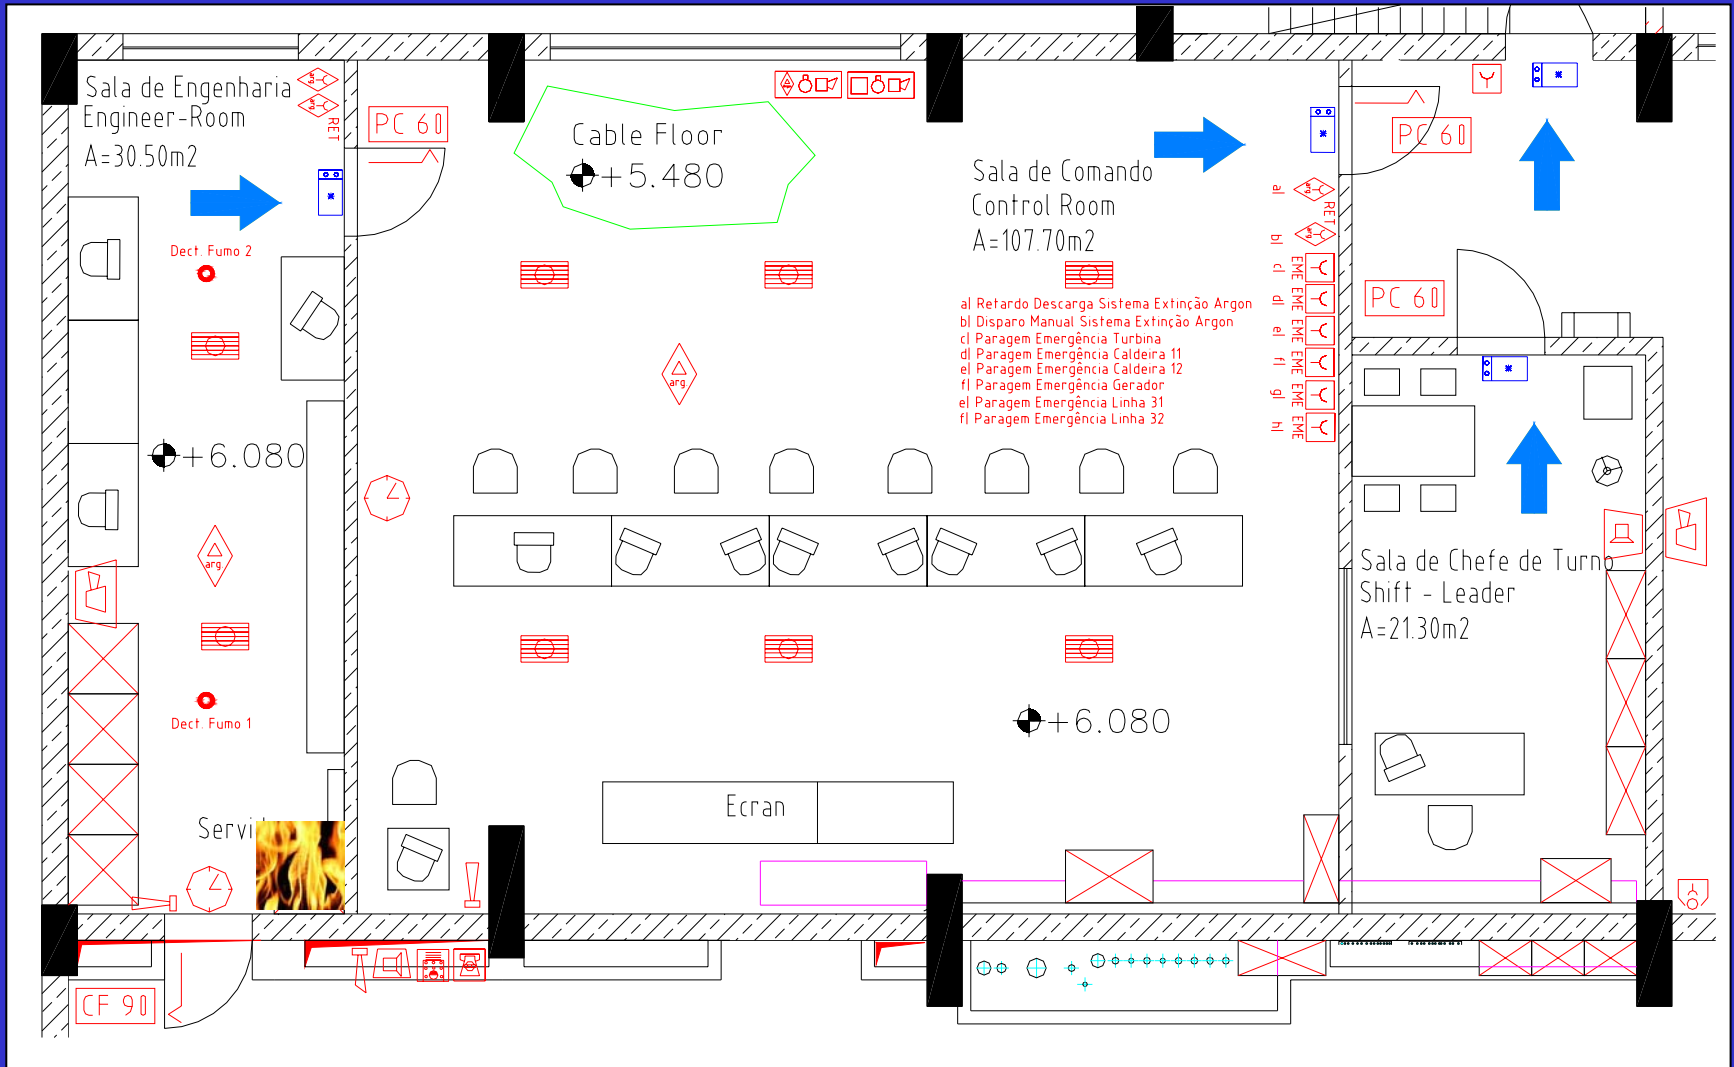 Sala de Engenharia
Engineer-Room
A=30.50m2
arg.
arg.
RET
PC 60
Cable Floor
+5.480
Sala de Comando
Control Room
A=107.70m2
PC 60
PC 60
a)
arg.
RET
b)
arg.
c) EME
d) EME
e) EME
f) EME
g) EME
h) EME
a) Retardo Descarga Sistema Extinção Argon
b) Disparo Manual Sistema Extinção Argon
c) Paragem Emergência Turbina
d) Paragem Emergência Caldeira 11
e) Paragem Emergência Caldeira 12
f) Paragem Emergência Gerador
e) Paragem Emergência Linha 31
f) Paragem Emergência Linha 32
Dect. Fumo 2
arg.
+6.080
arg.
Sala de Chefe de Turno
Shift - Leader
A=21.30m2
Dect. Fumo 1
+6.080
Ecran
CF 90